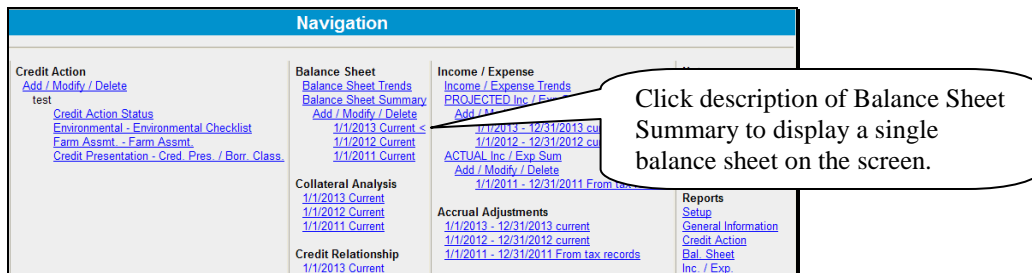 Navigation
Credit Action
Add / Modify / Delete
test
Credit Action Status
Environmental - Environmental Checklist
Farm Assmt. - Farm Assmt.
Credit Presentation - Cred. Pres. / Borr. Class.
Balance Sheet
Balance Sheet Trends
Balance Sheet Summary
Add / Modify / Delete
1/1/2013 Current <
1/1/2012 Current
1/1/2011 Current
Collateral Analysis
1/1/2013 Current
1/1/2012 Current
1/1/2011 Current
Credit Relationship
1/1/2013 Current
Income / Expense
Income / Expense Trends
PROJECTED Inc /
Add /
1/1/2013 - 12/31/2013
1/1/2012 - 12/31/2012
ACTUAL Inc / Exp Sum
Add / Modify / Delete
1/1/2011 - 12/31/2011 From
Accrual Adjustments
1/1/2013 - 12/31/2013 current
1/1/2012 - 12/31/2012 current
1/1/2011 - 12/31/2011 From tax records
Click description of Balance Sheet
Summary to display a single
balance sheet on the screen.
Reports
Setup
General Information
Credit Action
Bal. Sheet
Inc. / Exp.